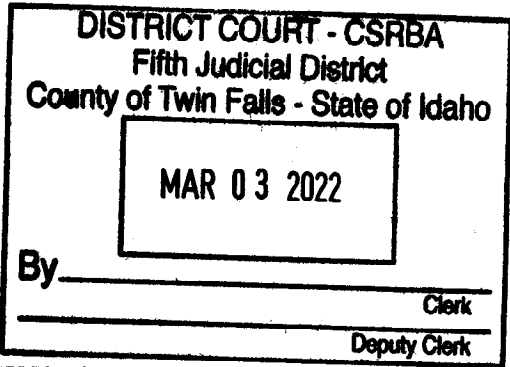 DISTRICT COURT - CSRBA
Fifth Judicial District
County of Twin Falls - State of Idaho
MAR 03 2022
By
Clerk
Deputy Clerk